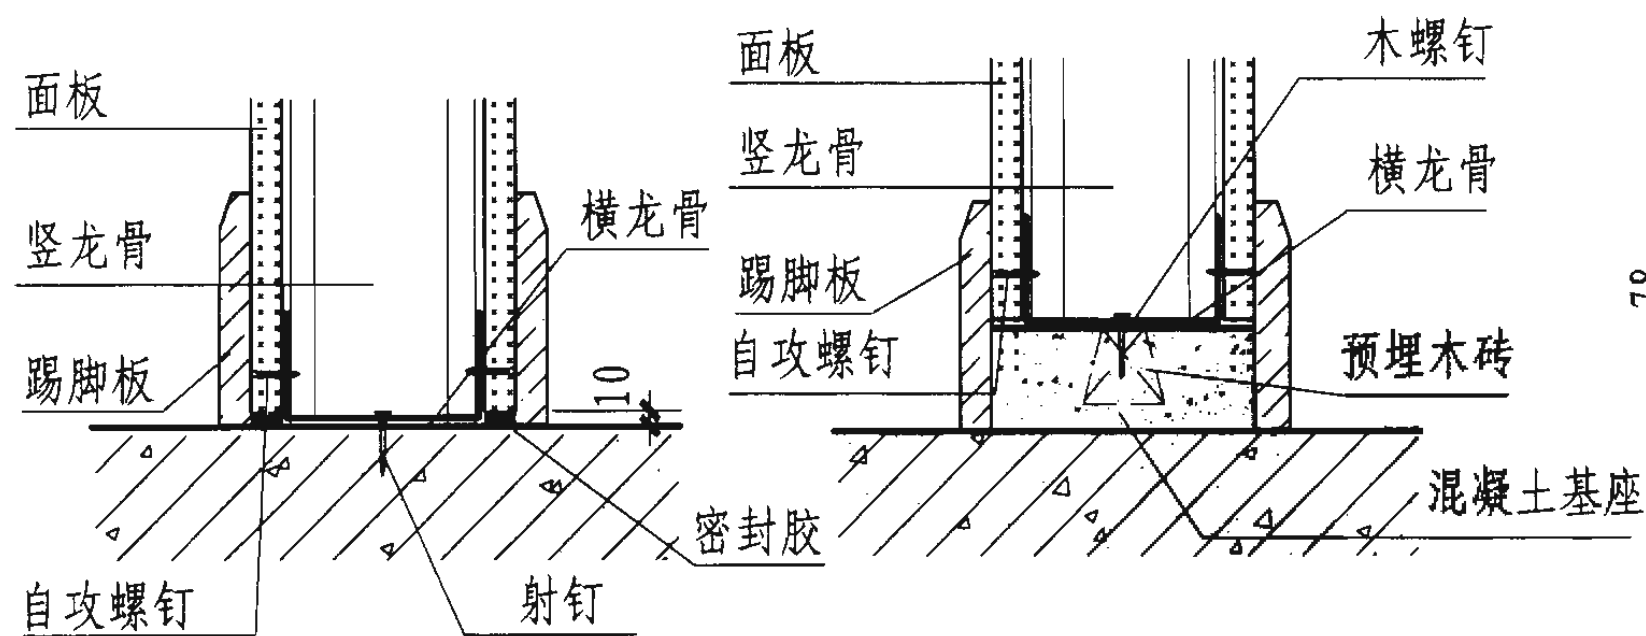 面板
竖龙骨
踢脚板
自攻螺钉
横龙骨
10
密封胶
射钉
面板
竖龙骨
踢脚板
自攻螺钉
木螺钉
横龙骨
预埋木砖
混凝土基座
70